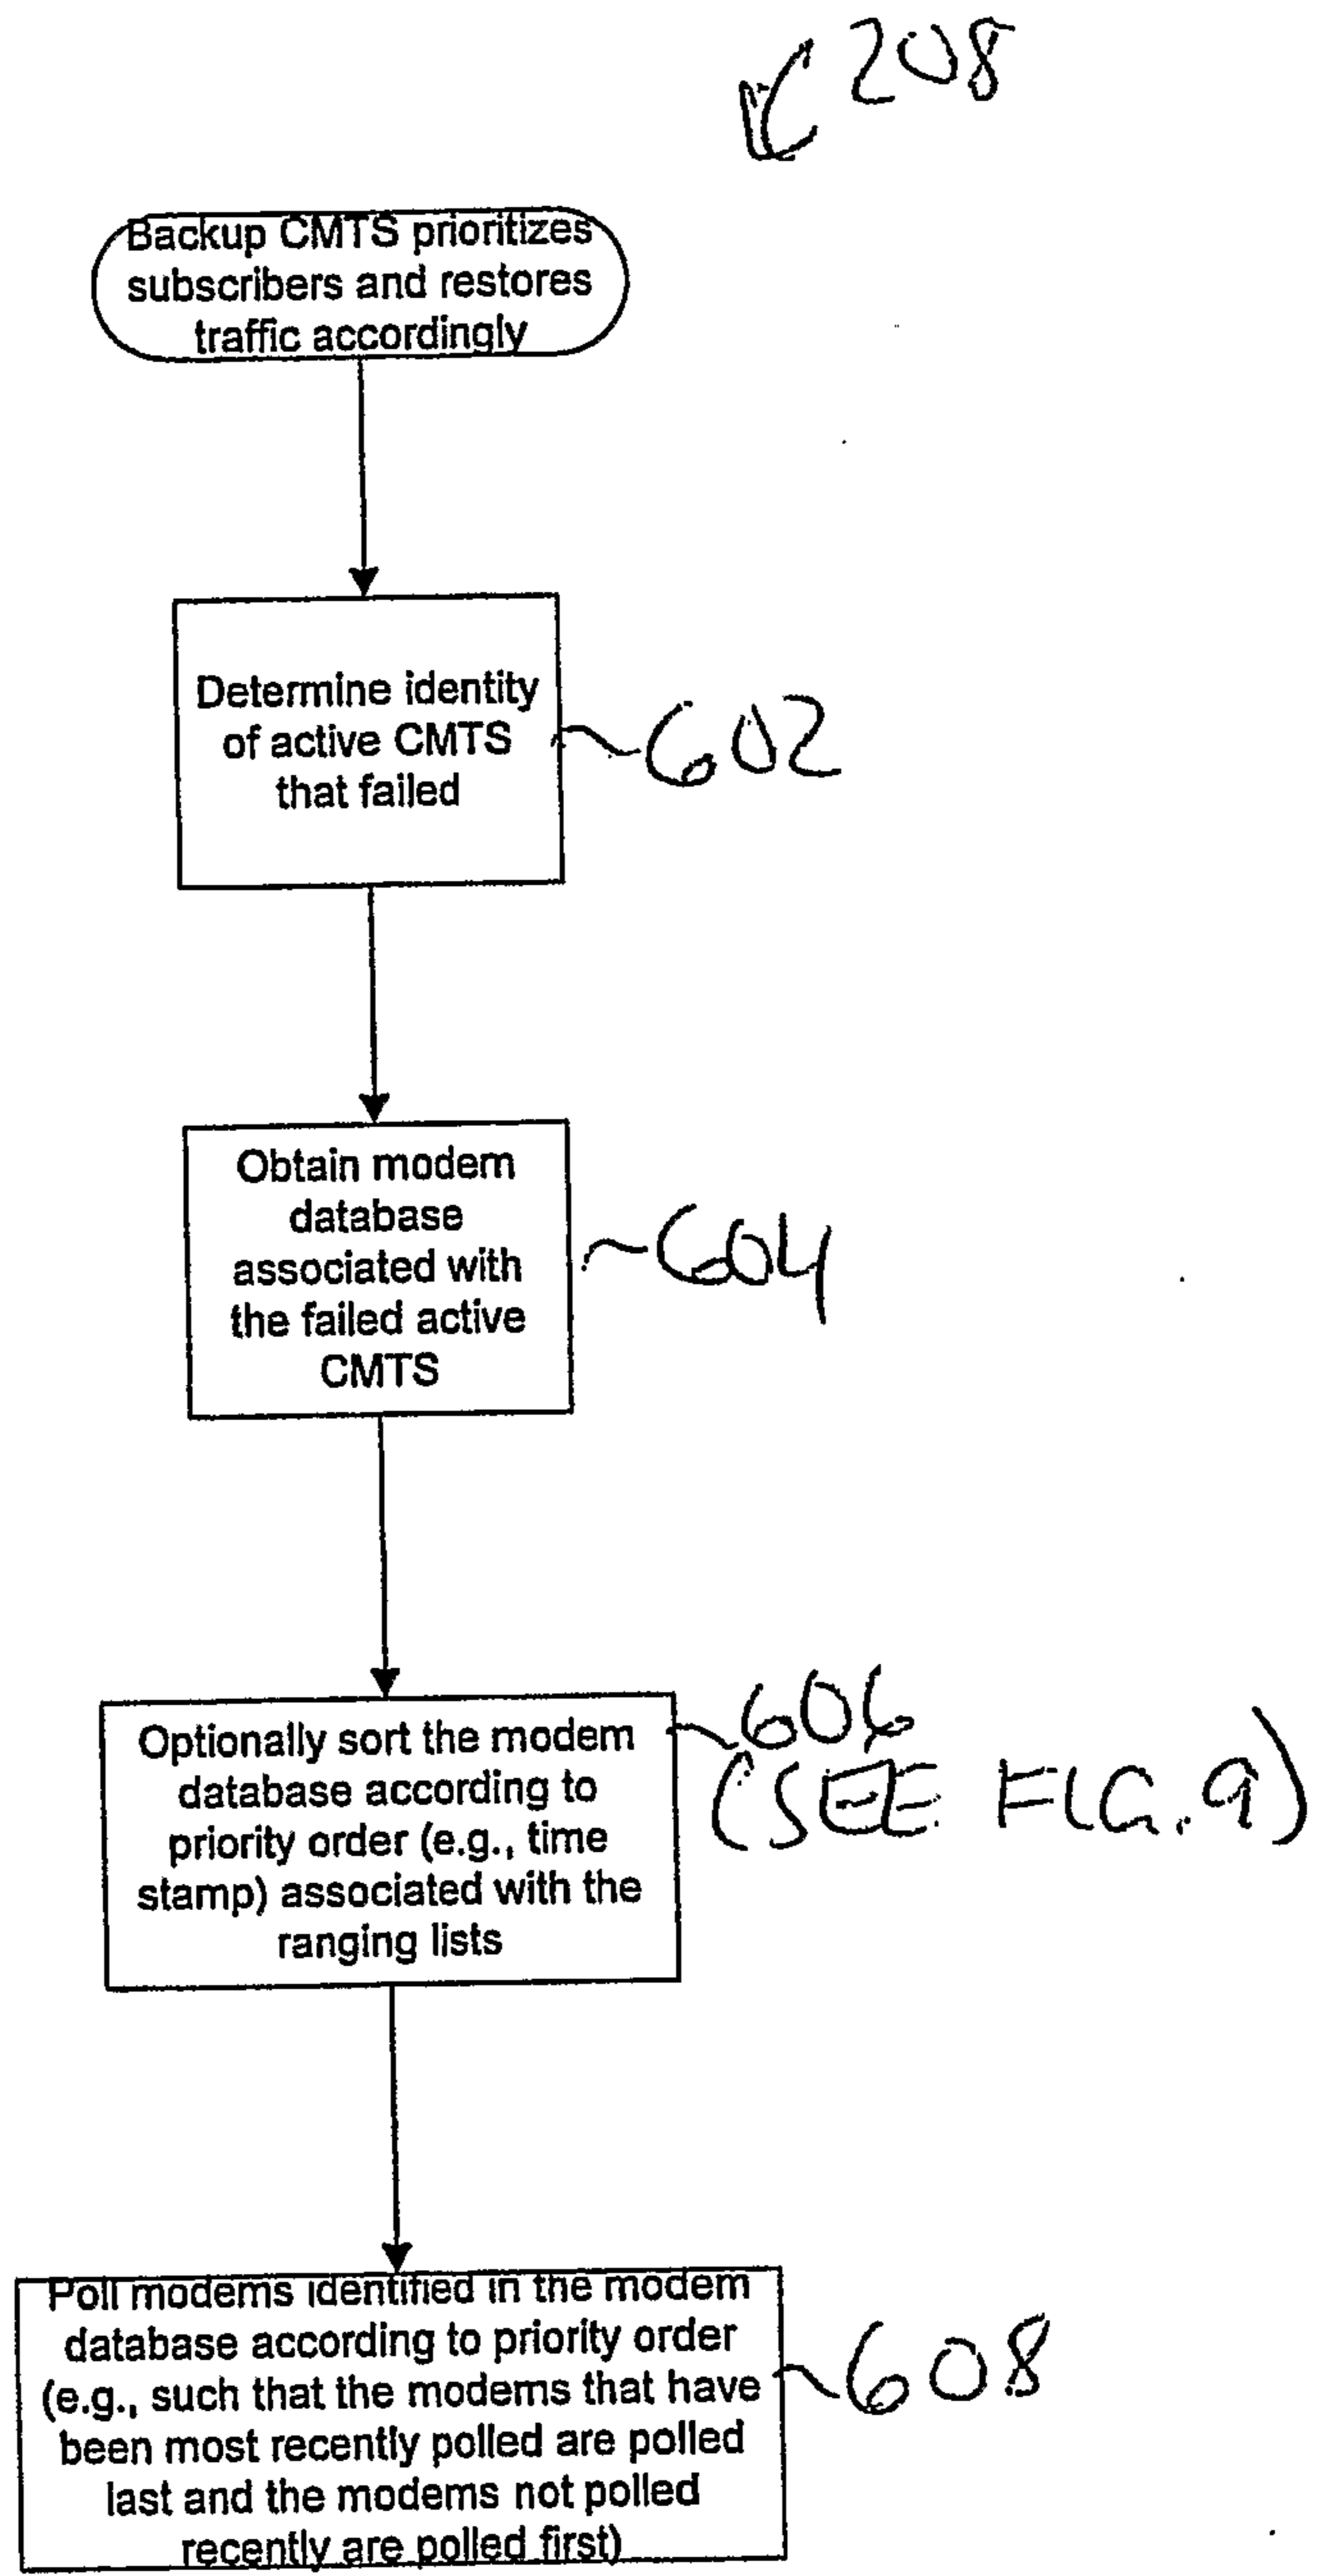 208
Backup CMTS prioritizes
subscribers and restores
traffic accordingly
Determine identity
of active CMTS
that failed
602
Obtain modem
database
associated with
the failed active
CMTS
604
Optionally sort the modem
database according to
priority order (e.g., time
stamp) associated with the
ranging lists
606
(SEE FIG. 9)
Poll modems identified in the modem
database according to priority order
(e.g., such that the modems that have
been most recently polled are polled
last and the modems not polled
recently are polled first)
608